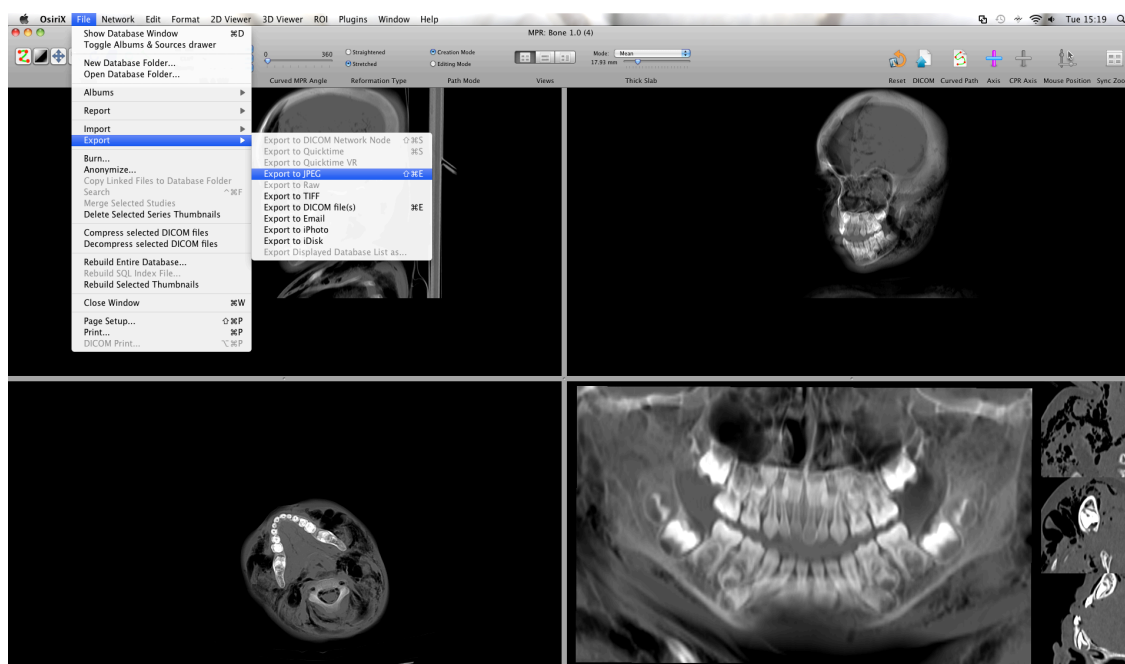 OsiriX File Network Edit Format 2D Viewer 3D Viewer ROI Plugins Window Help Tue 15:19
MPR: Bone 1.0 (4)
0 360
Straightened
Stretched
Creation Mode
Editing Mode
Mode: Mean
17.93 mm
Curved MPR Angle Reformation Type Path Mode Views Thick Slab Reset DICOM Curved Path Axis CPR Axis Mouse Position Sync Zoo
Show Database Window ⌘D
Toggle Albums & Sources drawer
New Database Folder...
Open Database Folder...
Albums
Report
Import
Export
Burn...
Anonymize...
Copy Linked Files to Database Folder
Search ^⌘F
Merge Selected Studies
Delete Selected Series Thumbnails
Compress selected DICOM files
Decompress selected DICOM files
Rebuild Entire Database...
Rebuild SQL Index File...
Rebuild Selected Thumbnails
Close Window ⌘W
Page Setup... ⇧⌘P
Print... ⌘P
DICOM Print... ⌥⌘P
Export to DICOM Network Node ⇧⌘S
Export to Quicktime ⌘S
Export to Quicktime VR
Export to JPEG ⇧⌘E
Export to Raw
Export to TIFF
Export to DICOM file(s) ⌘E
Export to Email
Export to iPhoto
Export to iDisk
Export Displayed Database List as...